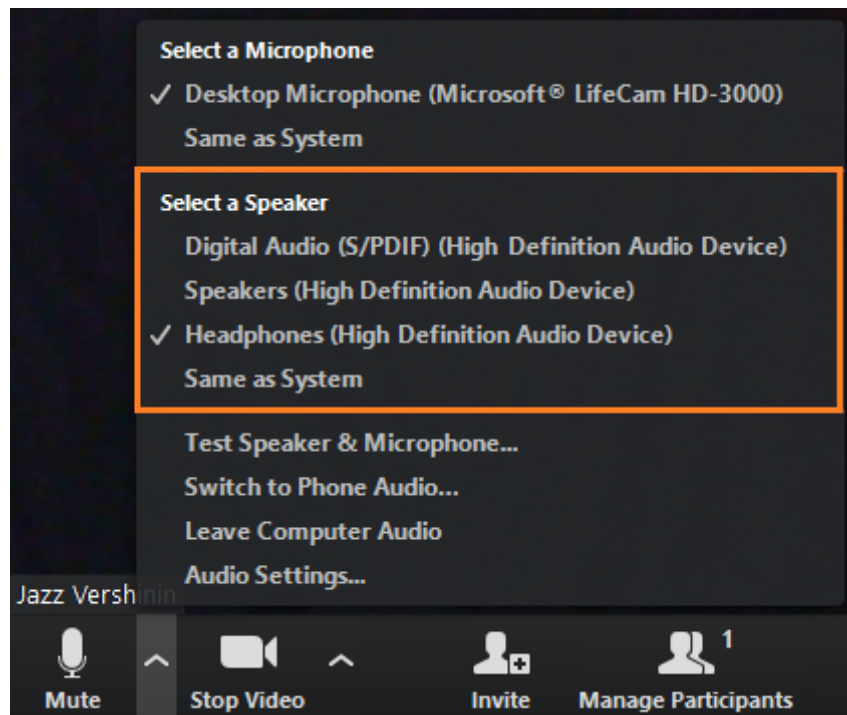 Select a Microphone
Desktop Microphone (Microsoft® LifeCam HD-3000)
Same as System
Select a Speaker
Digital Audio (S/PDIF) (High Definition Audio Device)
Speakers (High Definition Audio Device)
Headphones (High Definition Audio Device)
Same as System
Test Speaker & Microphone...
Switch to Phone Audio...
Leave Computer Audio
Audio Settings...
Jazz Vershinin
1
Mute Stop Video Invite Manage Participants